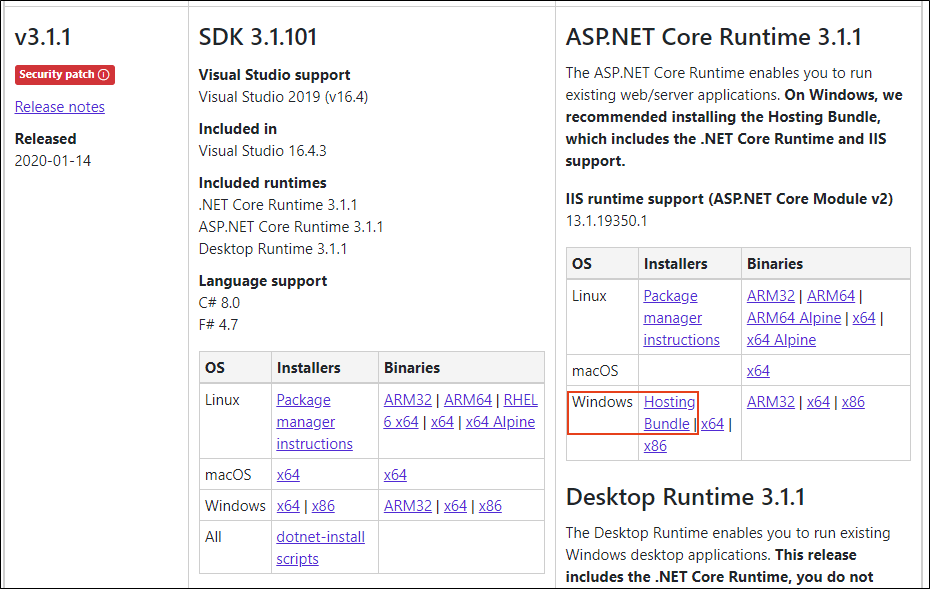 v3.1.1
Security patch
Release notes
Released
2020-01-14
SDK 3.1.101
Visual Studio support
Visual Studio 2019 (v16.4)
Included in
Visual Studio 16.4.3
Included runtimes
.NET Core Runtime 3.1.1
ASP.NET Core Runtime 3.1.1
Desktop Runtime 3.1.1
Language support
C# 8.0
F# 4.7
OS Installers Binaries
Linux Package ARM32 | ARM64 | RHEL
manager 6 x64 | x64 | x64 Alpine
instructions
macOS x64 x64
Windows x64 | x86 ARM32 | x64 | x86
All dotnet-install
scripts
ASP.NET Core Runtime 3.1.1
The ASP.NET Core Runtime enables you to run
existing web/server applications. On Windows, we
recommended installing the Hosting Bundle,
which includes the .NET Core Runtime and IIS
support.
IIS runtime support (ASP.NET Core Module v2)
13.1.19350.1
OS Installers Binaries
Linux Package ARM32 | ARM64 |
manager ARM64 Alpine | x64 |
instructions x64 Alpine
macOS x64
Windows Hosting ARM32 | x64 | x86
Bundle | x64 |
x86
Desktop Runtime 3.1.1
The Desktop Runtime enables you to run existing
Windows desktop applications. This release
includes the .NET Core Runtime, you do not